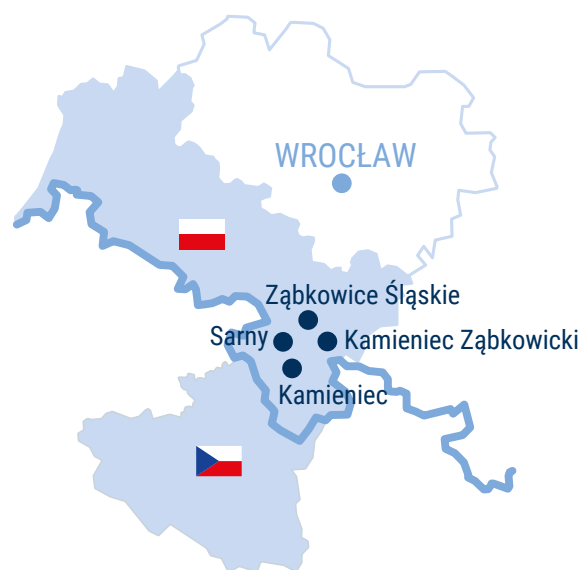 WROCŁAW
Ząbkowice Śląskie
Sarny
Kamieniec Ząbkowicki
Kamieniec